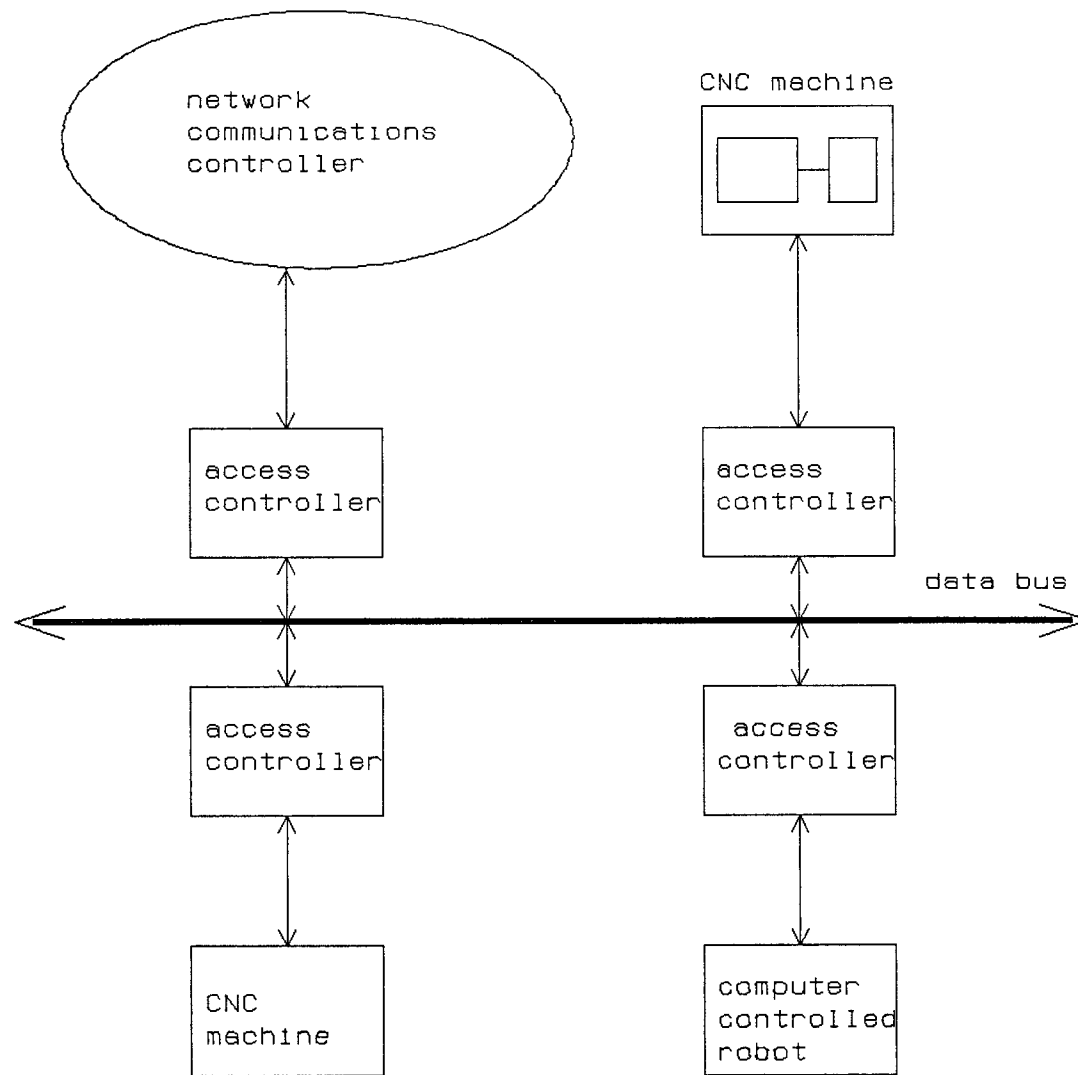 network
communications
controller
CNC machine
access
controller
access
controller
data bus
access
controller
access
controller
CNC
machine
computer
controlled
robot